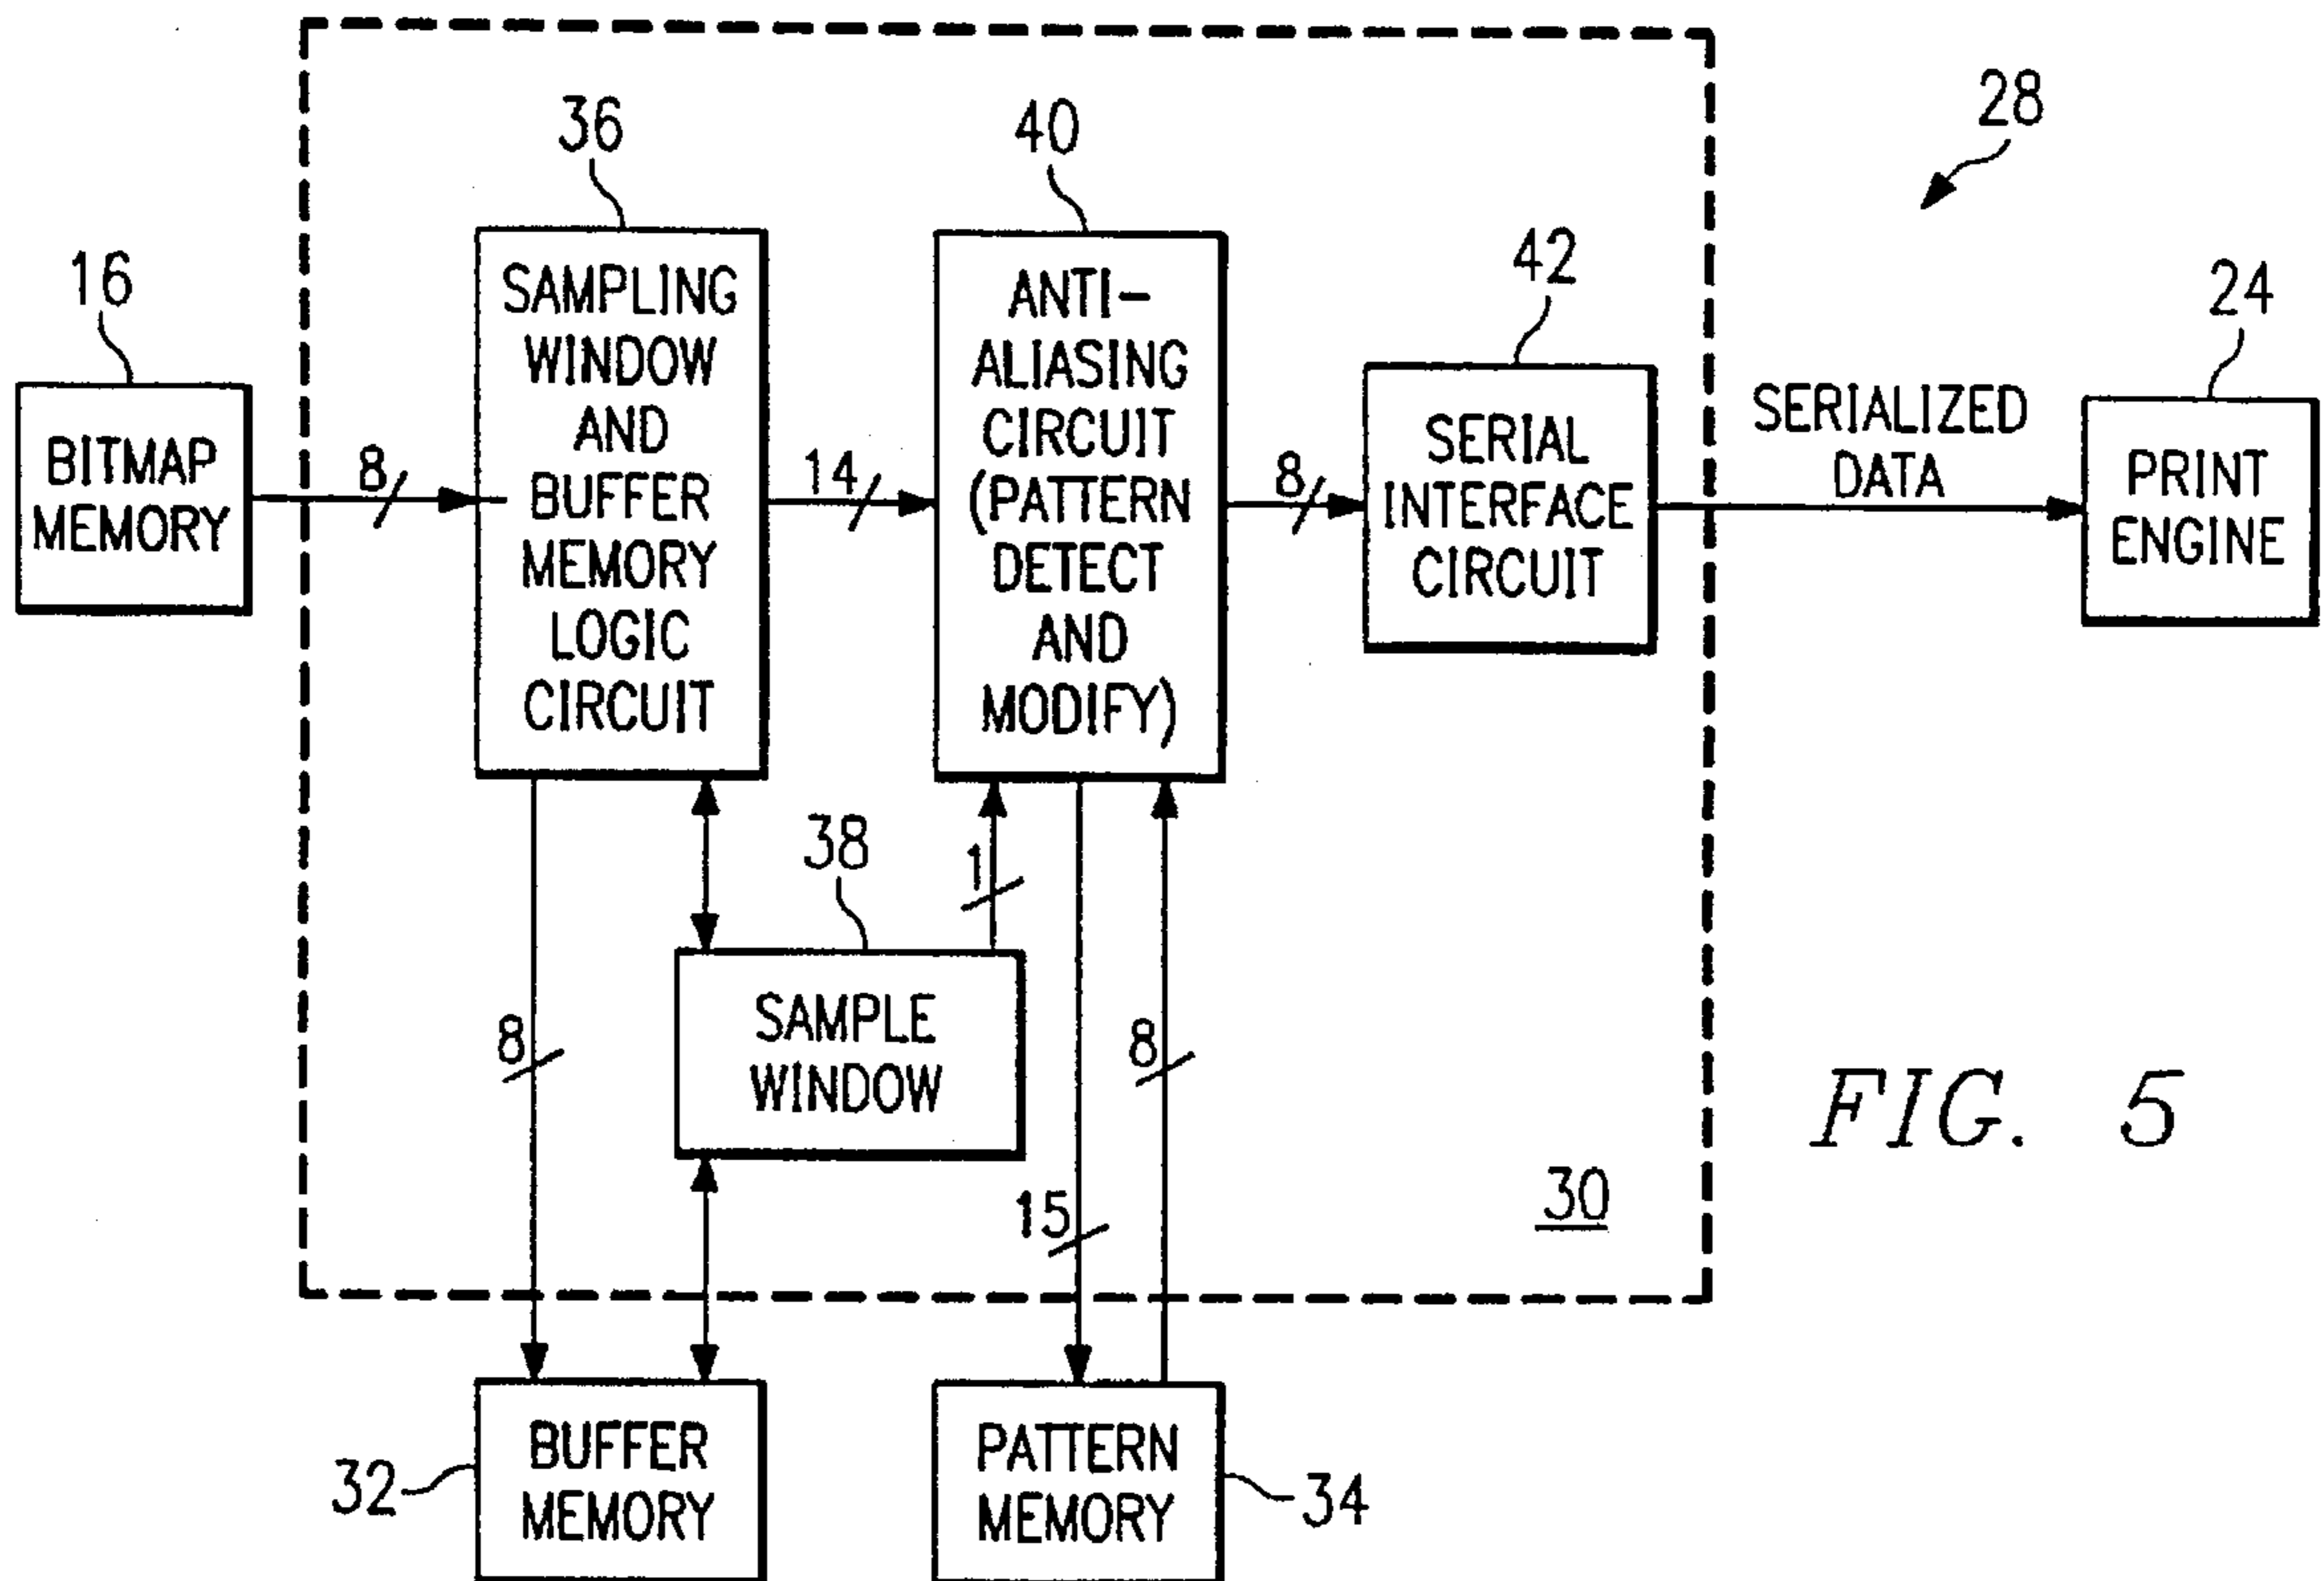 36
40
28
16
42
24
SAMPLING
WINDOW
AND
BUFFER
MEMORY
LOGIC
CIRCUIT
ANTI-
ALIASING
CIRCUIT
(PATTERN
DETECT
AND
MODIFY)
BITMAP
MEMORY
8
14
8
SERIAL
INTERFACE
CIRCUIT
SERIALIZED
DATA
PRINT
ENGINE
38
1
SAMPLE
WINDOW
8
8
15
30
FIG. 5
BUFFER
MEMORY
32
PATTERN
MEMORY
34